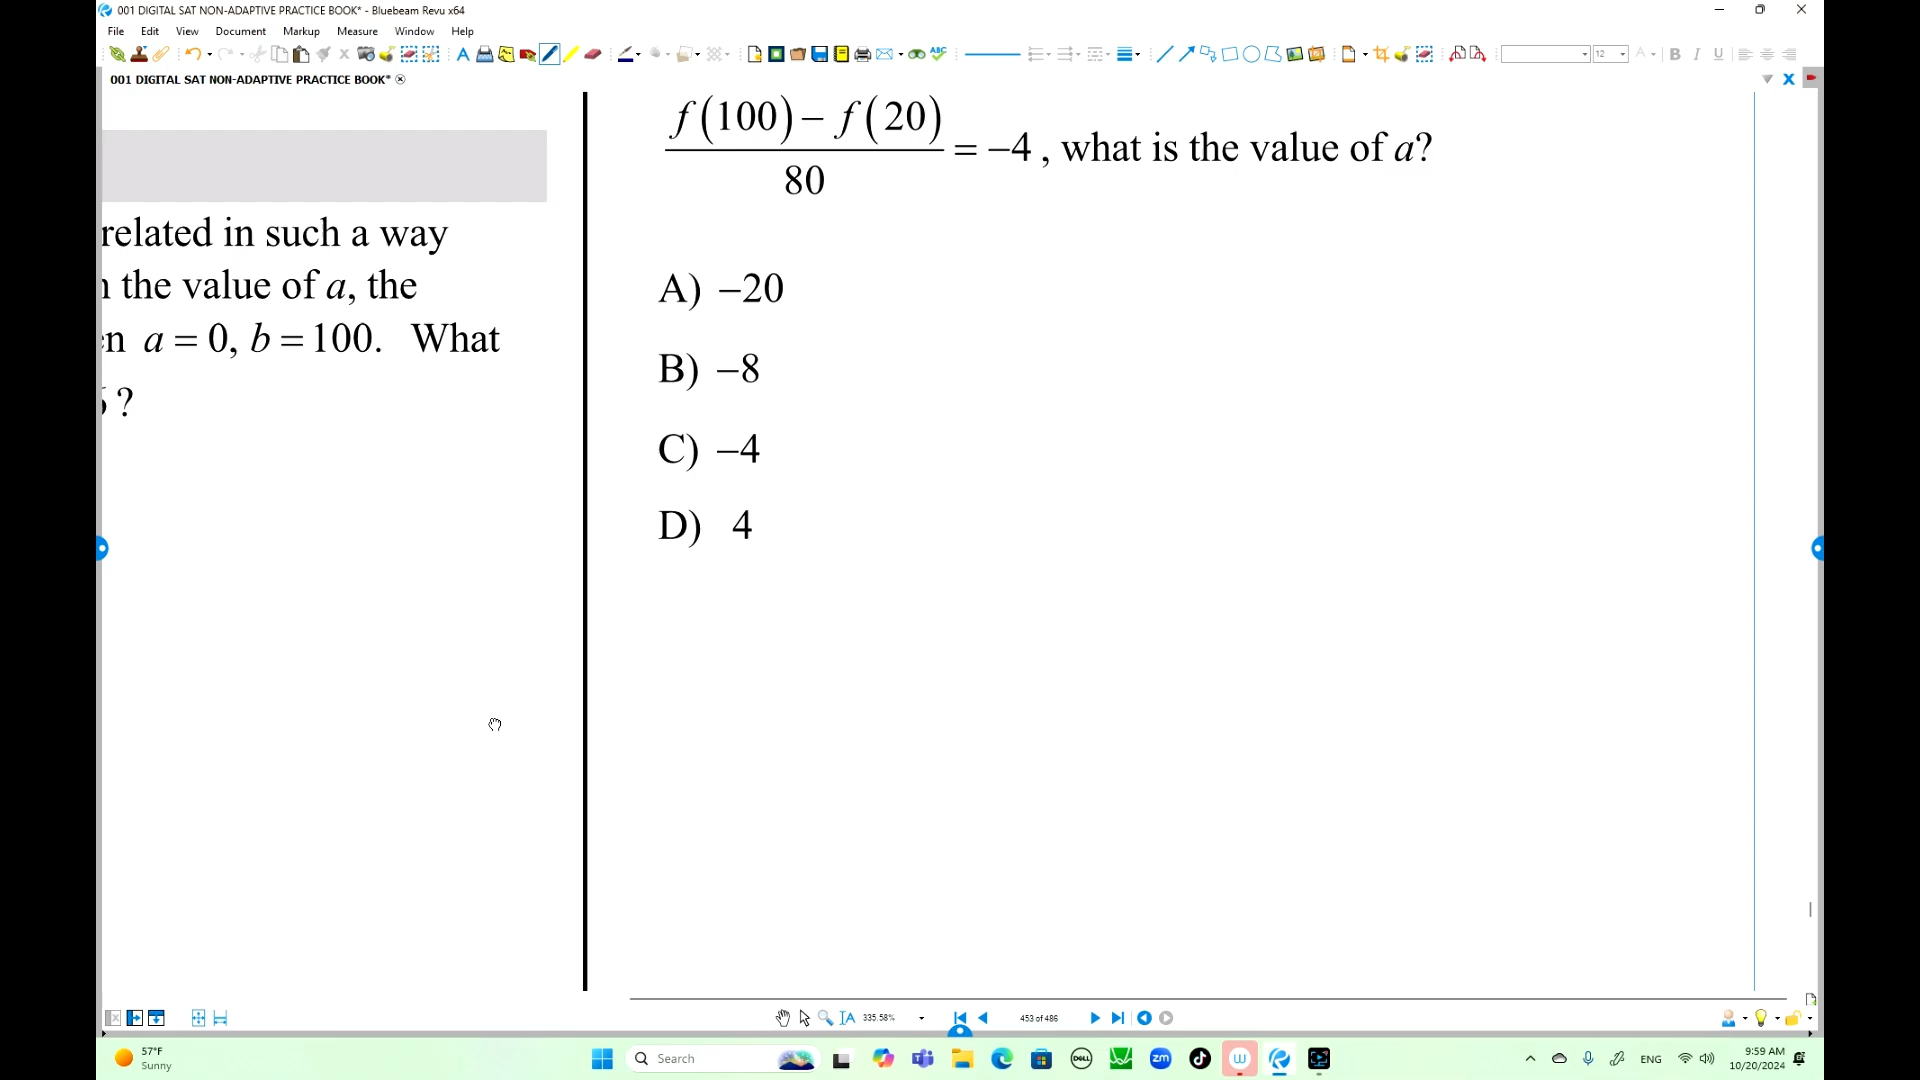 001 DIGITAL SAT NON-ADAPTIVE PRACTICE BOOK* - Bluebeam Revu x64
File Edit View Document Markup Measure Window Help
12
001 DIGITAL SAT NON-ADAPTIVE PRACTICE BOOK*
related in such a way
the value of a, the
a = 0, b = 100. What
?
f(100) − f(20)
80
= −4, what is the value of a?
A) −20
B) −8
C) −4
D) 4
335.58%
453 of 486
57°F
Sunny
Search
DELL
zm
ENG
9:59 AM
10/20/2024